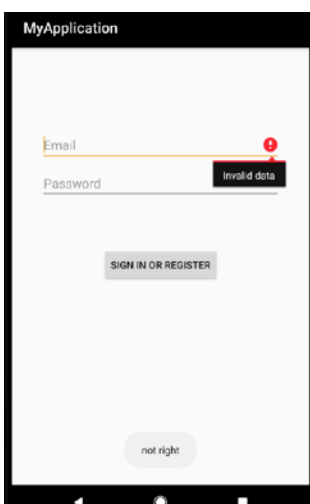 MyApplication
Email
Invalid data
Password
SIGN IN OR REGISTER
not right